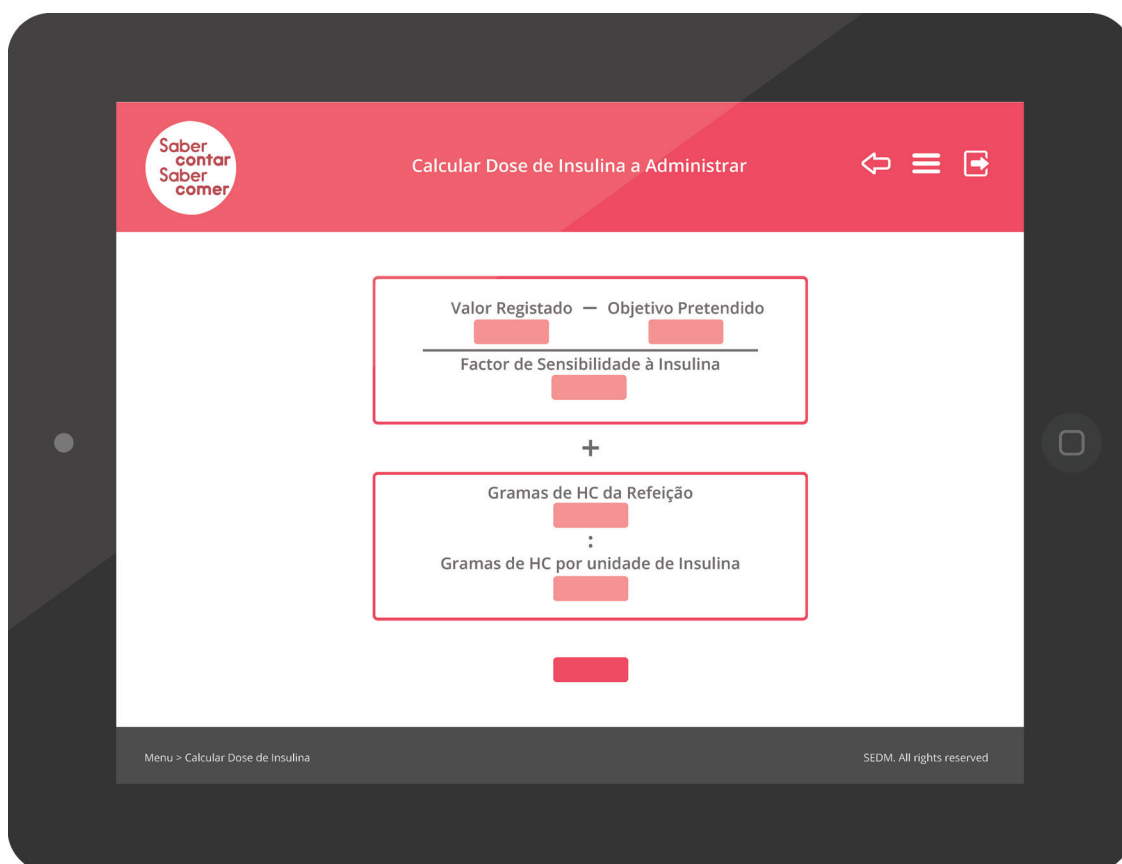 Saber
contar
Saber
comer
Calcular Dose de Insulina a Administrar
Valor Registado − Objetivo Pretendido
Factor de Sensibilidade à Insulina
+
Gramas de HC da Refeição
:
Gramas de HC por unidade de Insulina
Menu > Calcular Dose de Insulina
SEDM. All rights reserved